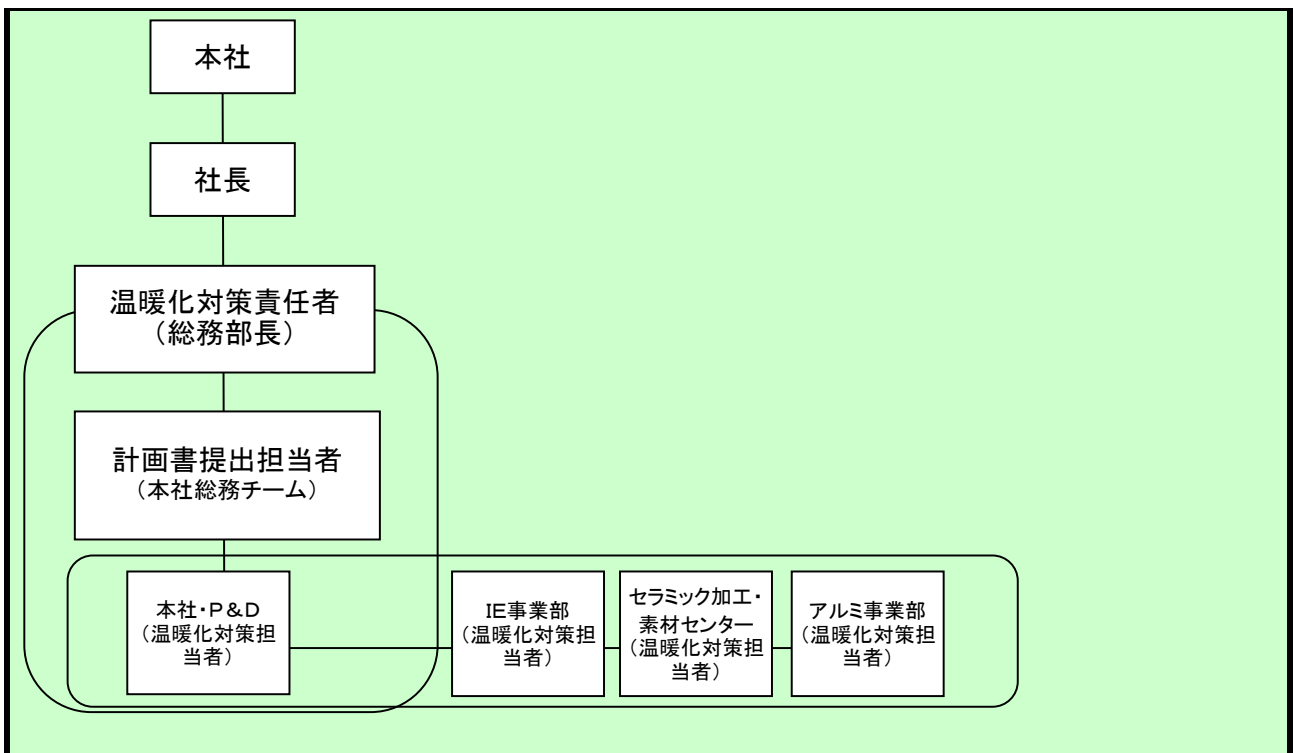 本社
社長
温暖化対策責任者
（総務部長）
計画書提出担当者
（本社総務チーム）
本社・P＆D
（温暖化対策担
当者）
IE事業部
（温暖化対策担
当者）
セラミック加工・
素材センター
（温暖化対策担
当者）
アルミ事業部
（温暖化対策担
当者）